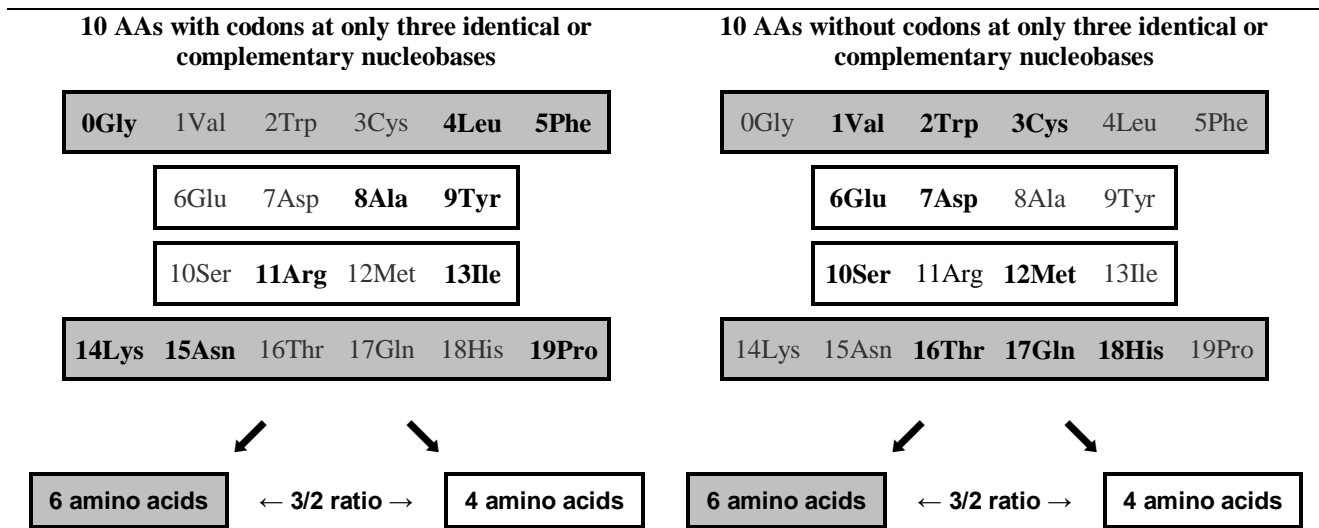 10 AAs with codons at only three identical or
complementary nucleobases
0Gly 1Val 2Trp 3Cys 4Leu 5Phe
6Glu 7Asp 8Ala 9Tyr
10Ser 11Arg 12Met 13Ile
14Lys 15Asn 16Thr 17Gln 18His 19Pro
6 amino acids ← 3/2 ratio → 4 amino acids
10 AAs without codons at only three identical or
complementary nucleobases
0Gly 1Val 2Trp 3Cys 4Leu 5Phe
6Glu 7Asp 8Ala 9Tyr
10Ser 11Arg 12Met 13Ile
14Lys 15Asn 16Thr 17Gln 18His 19Pro
6 amino acids ← 3/2 ratio → 4 amino acids